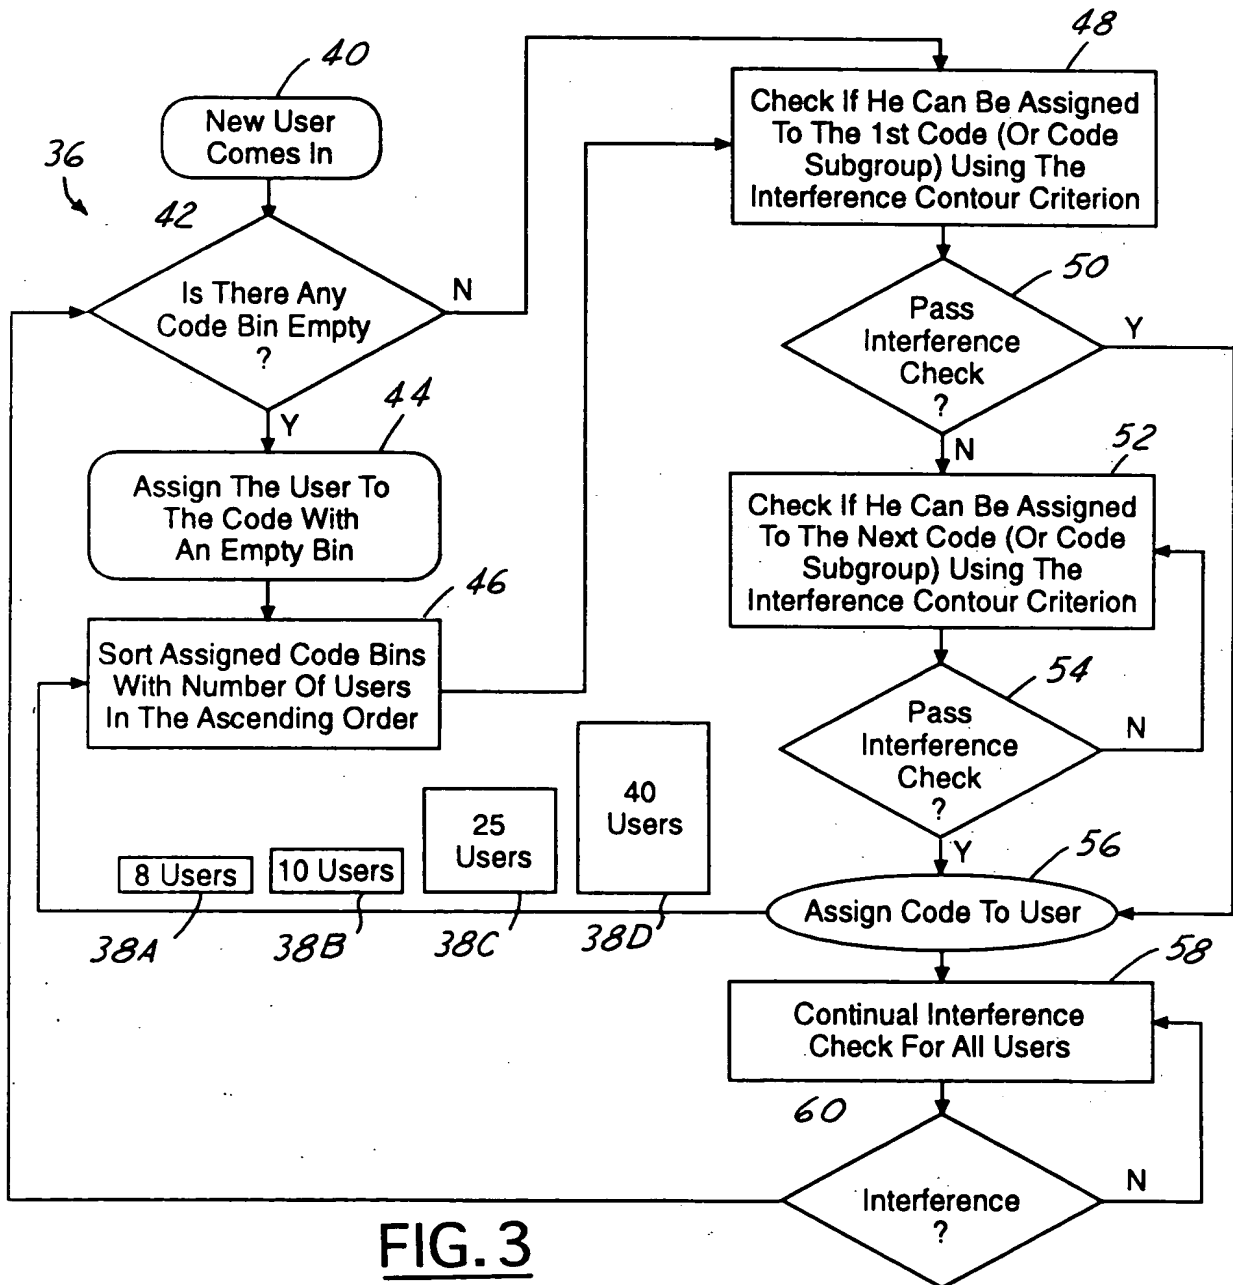 40
New User
Comes In
36
42
Is There Any
Code Bin Empty
?
N
Y
44
Assign The User To
The Code With
An Empty Bin
46
Sort Assigned Code Bins
With Number Of Users
In The Ascending Order
8 Users
10 Users
25
Users
40
Users
38A
38B
38C
38D
48
Check If He Can Be Assigned
To The 1st Code (Or Code
Subgroup) Using The
Interference Contour Criterion
50
Pass
Interference
Check
?
Y
N
52
Check If He Can Be Assigned
To The Next Code (Or Code
Subgroup) Using The
Interference Contour Criterion
54
Pass
Interference
Check
?
N
Y
56
Assign Code To User
58
Continual Interference
Check For All Users
60
Interference
?
N
FIG. 3